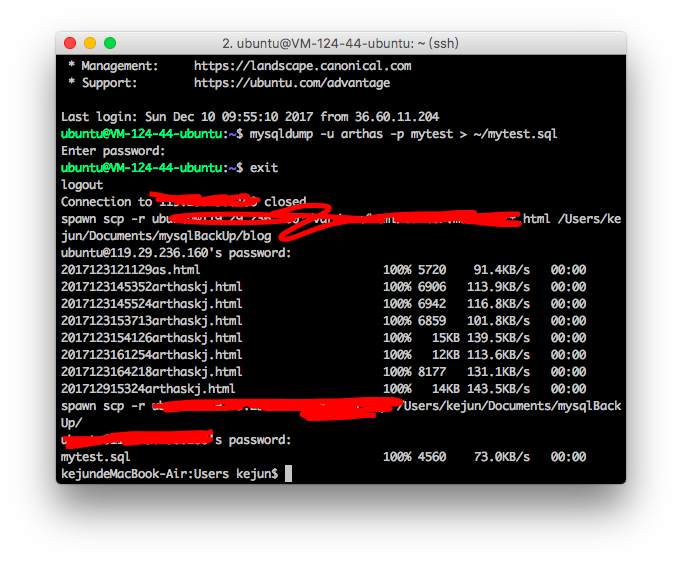 2. ubuntu@VM-124-44-ubuntu: ~ (ssh)
* Management: https://landscape.canonical.com
* Support: https://ubuntu.com/advantage
Last login: Sun Dec 10 09:55:10 2017 from 36.60.11.204
ubuntu@VM-124-44-ubuntu:~$ mysqldump -u arthas -p mytest > ~/mytest.sql
Enter password:
ubuntu@VM-124-44-ubuntu:~$ exit
logout
Connection to closed
spawn scp -r .html /Users/ke
jun/Documents/mysqlBackUp/blog
ubuntu@119.29.236.160's password:
2017123121129as.html 100% 5720 91.4KB/s 00:00
2017123145352arthaskj.html 100% 6906 113.9KB/s 00:00
2017123145524arthaskj.html 100% 6942 116.8KB/s 00:00
2017123153713arthaskj.html 100% 6859 101.8KB/s 00:00
2017123154126arthaskj.html 100% 15KB 139.5KB/s 00:00
2017123161254arthaskj.html 100% 12KB 113.6KB/s 00:00
2017123164218arthaskj.html 100% 8177 131.1KB/s 00:00
201712915324arthaskj.html 100% 14KB 143.5KB/s 00:00
spawn scp -r /Users/kejun/Documents/mysqlBack
Up/
's password:
mytest.sql 100% 4560 73.0KB/s 00:00
kejundeMacBook-Air:Users kejun$